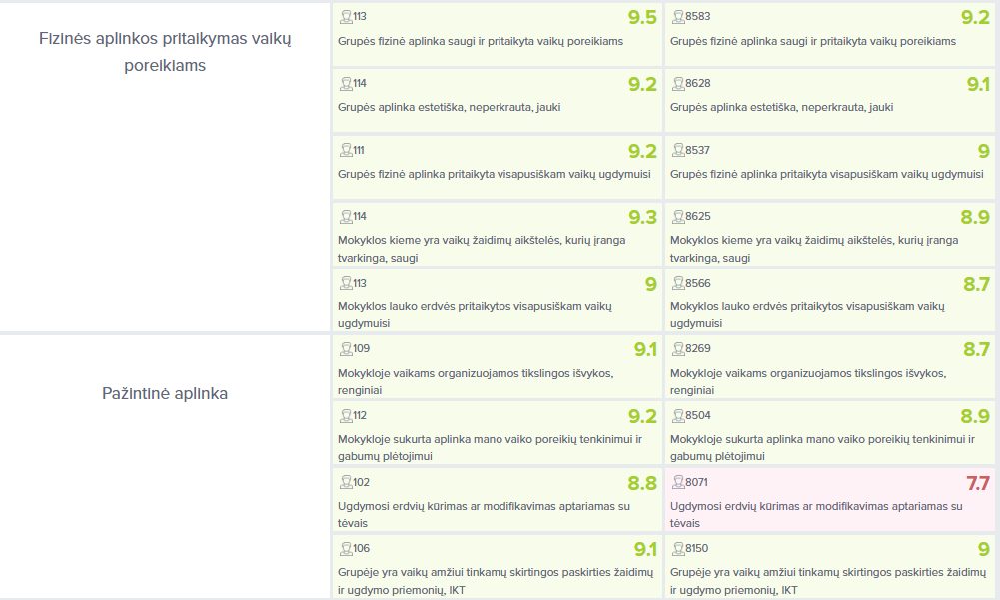 Fizinės aplinkos pritaikymas vaikų
poreikiams
113 9.5
Grupės fizinė aplinka saugi ir pritaikyta vaikų poreikiams
8583 9.2
Grupės fizinė aplinka saugi ir pritaikyta vaikų poreikiams
114 9.2
Grupės aplinka estetiška, neperkrauta, jauki
8628 9.1
Grupės aplinka estetiška, neperkrauta, jauki
111 9.2
Grupės fizinė aplinka pritaikyta visapusiškam vaikų ugdymuisi
8537 9
Grupės fizinė aplinka pritaikyta visapusiškam vaikų ugdymuisi
114 9.3
Mokyklos kieme yra vaikų žaidimų aikštelės, kurių įranga
tvarkinga, saugi
8625 8.9
Mokyklos kieme yra vaikų žaidimų aikštelės, kurių įranga
tvarkinga, saugi
113 9
Mokyklos lauko erdvės pritaikytos visapusiškam vaikų
ugdymuisi
8566 8.7
Mokyklos lauko erdvės pritaikytos visapusiškam vaikų
ugdymuisi
Pažintinė aplinka
109 9.1
Mokykloje vaikams organizuojamos tikslingos išvykos,
renginiai
8269 8.7
Mokykloje vaikams organizuojamos tikslingos išvykos,
renginiai
112 9.2
Mokykloje sukurta aplinka mano vaiko poreikių tenkinimui ir
gabumų plėtojimui
8504 8.9
Mokykloje sukurta aplinka mano vaiko poreikių tenkinimui ir
gabumų plėtojimui
102 8.8
Ugdymosi erdvių kūrimas ar modifikavimas aptariamas su
tėvais
8071 7.7
Ugdymosi erdvių kūrimas ar modifikavimas aptariamas su
tėvais
106 9.1
Grupėje yra vaikų amžiui tinkamų skirtingos paskirties žaidimų
ir ugdymo priemonių, IKT
8150 9
Grupėje yra vaikų amžiui tinkamų skirtingos paskirties žaidimų
ir ugdymo priemonių, IKT